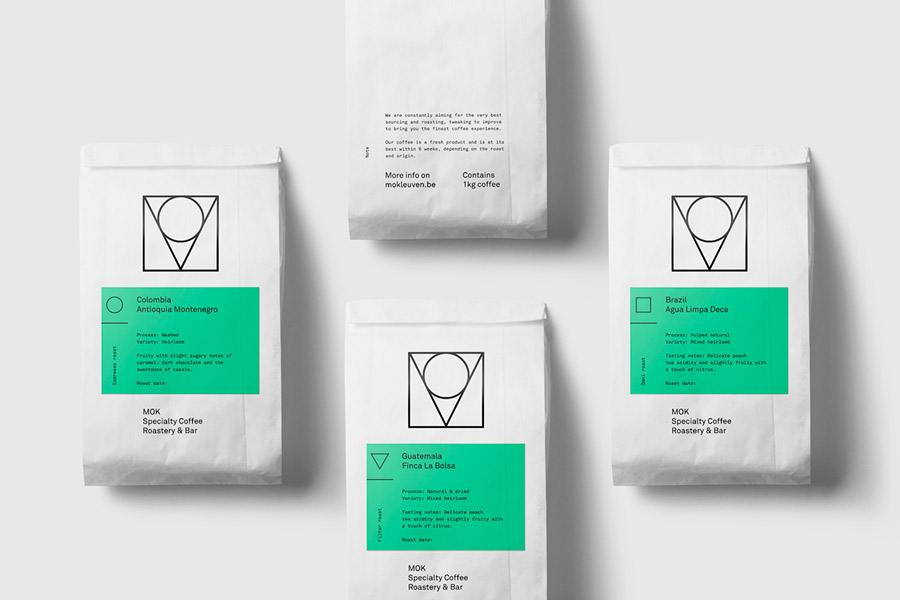 We are constantly aiming for the very best
sourcing and roasting, tweaking to improve
to bring you the finest coffee experience.
Our coffee is a fresh product and is at its
best within 6 weeks, depending on the roast
and origin.
Note
More info on
mokleuven.be
Contains
1kg coffee
Colombia
Antioquia Montenegro
Process: Washed
Variety: Heirloom
Fruity with slight sugary notes of
caramel, dark chocolate and the
sweetness of cassis.
Roast date:
Espresso roast
MOK
Specialty Coffee
Roastery & Bar
Guatemala
Finca La Bolsa
Process: Natural & dried
Variety: Mixed heirloom
Tasting notes: Delicate peach
tea acidity and slightly fruity with
a touch of citrus.
Roast date:
Filter roast
MOK
Specialty Coffee
Roastery & Bar
Brazil
Agua Limpa Deca
Process: Pulped natural
Variety: Mixed heirloom
Tasting notes: Delicate peach
tea acidity and slightly fruity with
a touch of citrus.
Roast date:
Omni roast
MOK
Specialty Coffee
Roastery & Bar